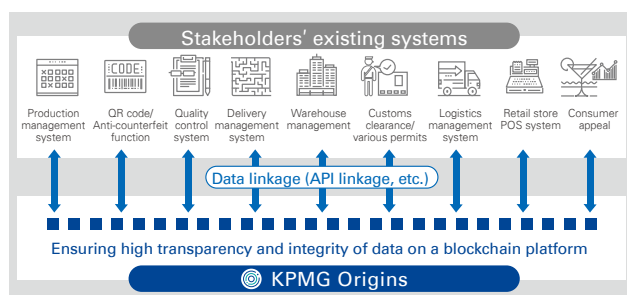 Stakeholders' existing systems
:CODE:
Production
management
system
QR code/
Anti-counterfeit
function
Quality
control
system
Delivery
management
system
Warehouse
management
Customs
clearance/
various permits
Logistics
management
system
Retail store
POS system
Consumer
appeal
Data linkage (API linkage, etc.)
Ensuring high transparency and integrity of data on a blockchain platform
KPMG Origins